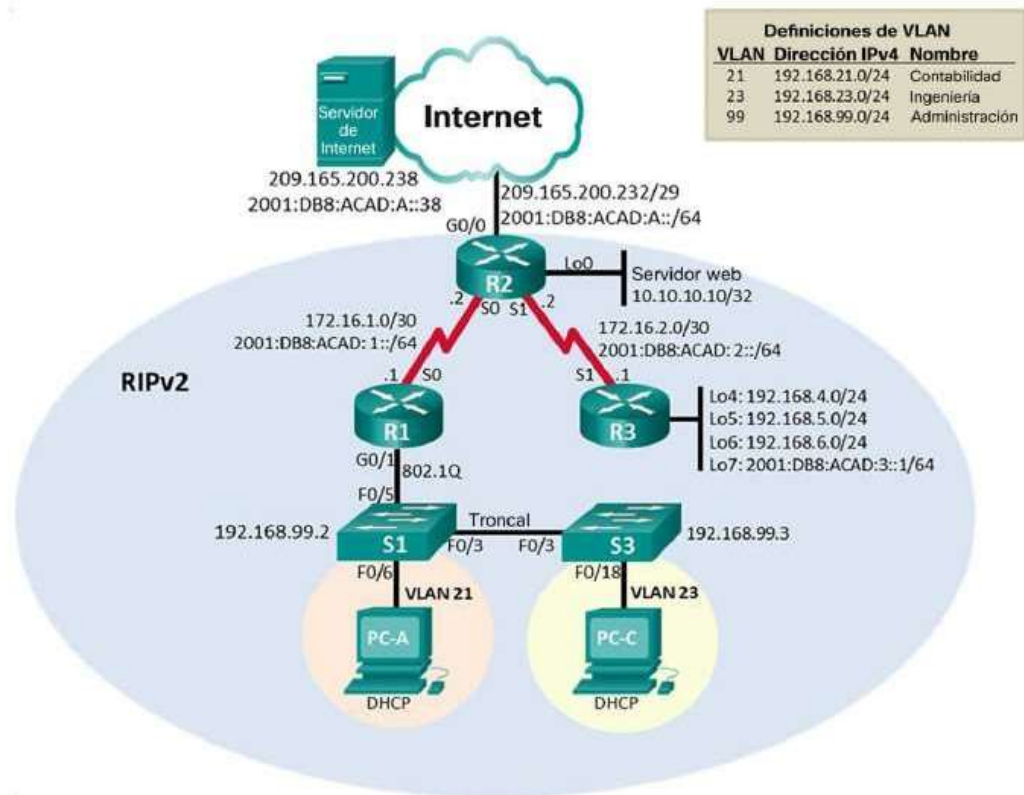 Definiciones de VLAN
VLAN Dirección IPv4 Nombre
21 192.168.21.0/24 Contabilidad
23 192.168.23.0/24 Ingeniería
99 192.168.99.0/24 Administración
Servidor
de
Internet
Internet
209.165.200.238
2001:DB8:ACAD:A::38
209.165.200.232/29
2001:DB8:ACAD:A::/64
G0/0
R2
Lo0
Servidor web
10.10.10.10/32
.2
S0
S1
.2
172.16.1.0/30
2001:DB8:ACAD: 1::/64
172.16.2.0/30
2001:DB8:ACAD: 2::/64
RIPv2
.1
S0
S1
.1
R1
R3
Lo4: 192.168.4.0/24
Lo5: 192.168.5.0/24
Lo6: 192.168.6.0/24
Lo7: 2001:DB8:ACAD:3::1/64
G0/1
802.1Q
F0/5
192.168.99.2
S1
Troncal
F0/3
F0/3
S3
192.168.99.3
F0/6
F0/18
VLAN 21
VLAN 23
PC-A
PC-C
DHCP
DHCP